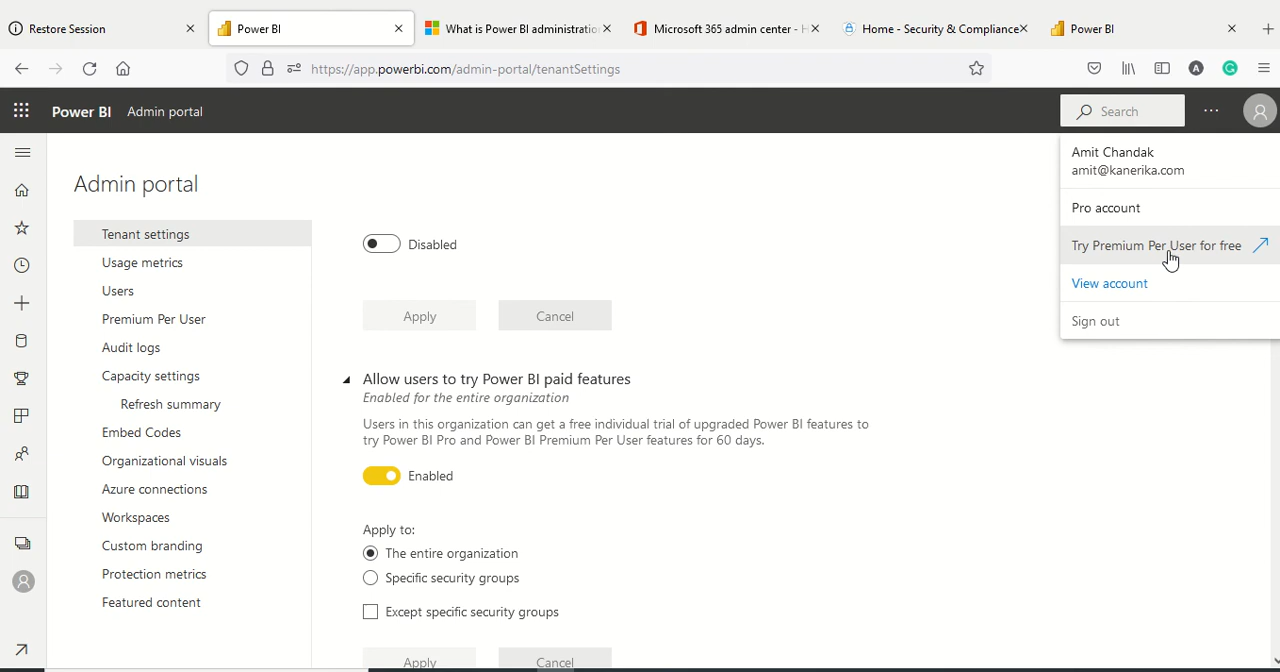 Restore Session
Power BI
What is Power BI administratio
Microsoft 365 admin center - H
Home - Security & Compliance
Power BI
https://app.powerbi.com/admin-portal/tenantSettings
A
G
Power BI Admin portal
Search
Amit Chandak
amit@kanerika.com
Pro account
Try Premium Per User for free
View account
Sign out
Admin portal
Tenant settings
Usage metrics
Users
Premium Per User
Audit logs
Capacity settings
Refresh summary
Embed Codes
Organizational visuals
Azure connections
Workspaces
Custom branding
Protection metrics
Featured content
Disabled
Apply
Cancel
Allow users to try Power BI paid features
Enabled for the entire organization
Users in this organization can get a free individual trial of upgraded Power BI features to
try Power BI Pro and Power BI Premium Per User features for 60 days.
Enabled
Apply to:
The entire organization
Specific security groups
Except specific security groups
Apply
Cancel